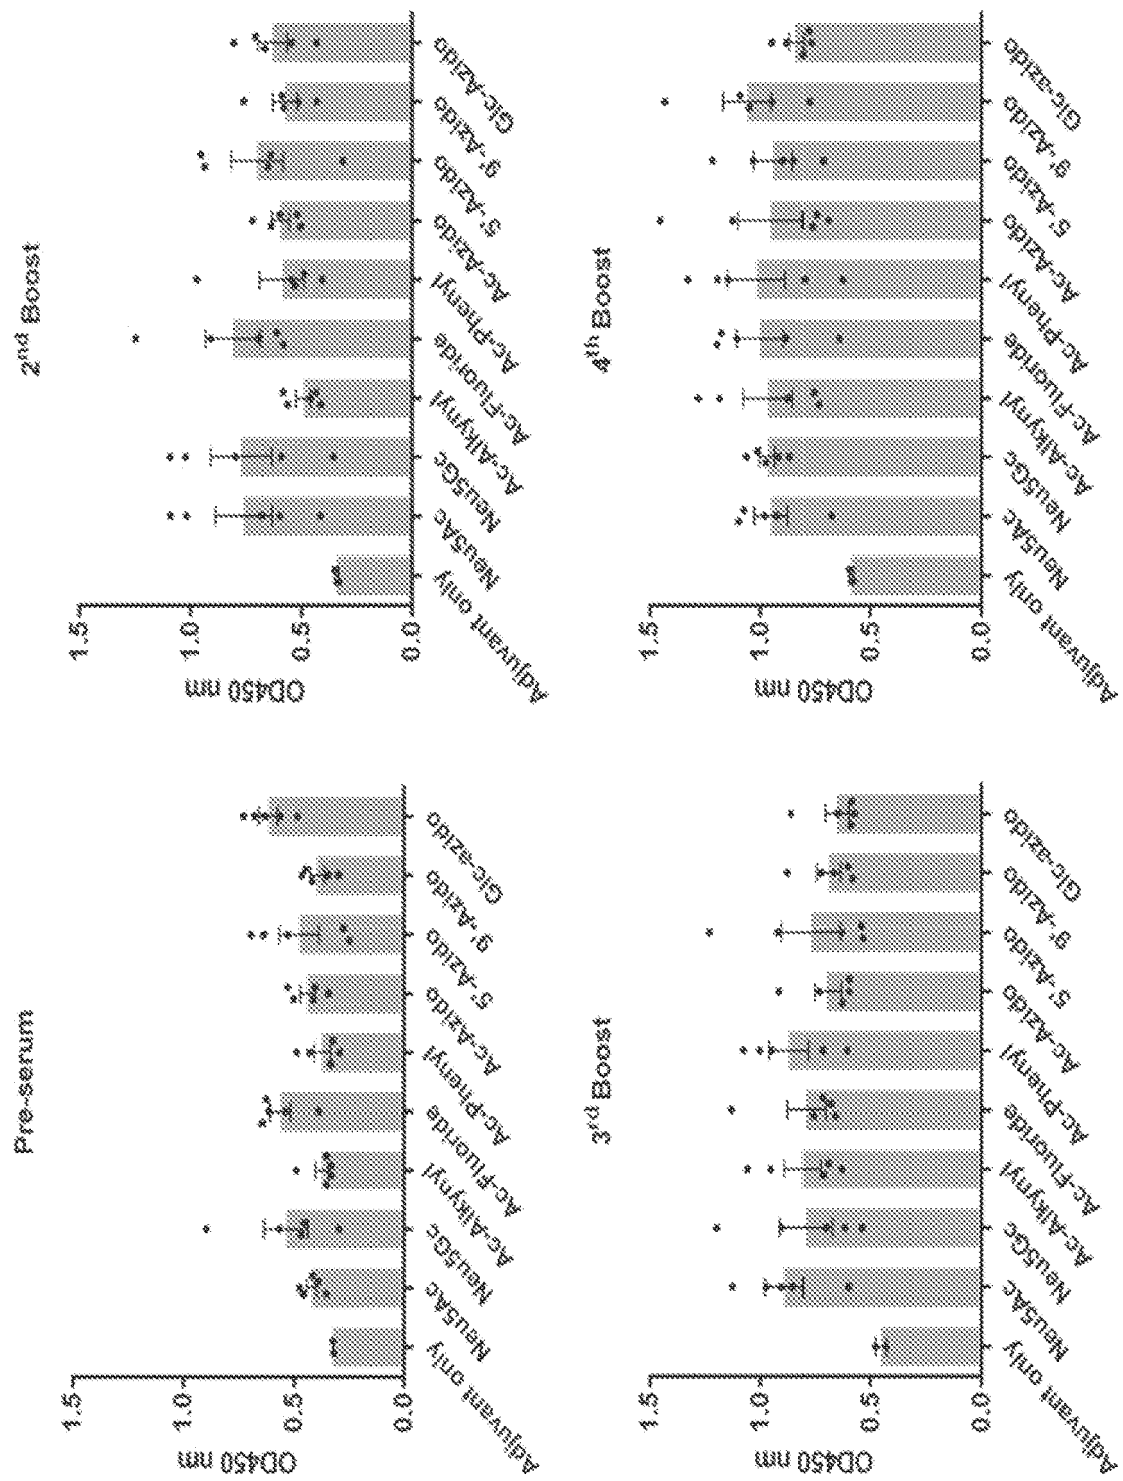 Pre-serum
OD450 nm
1.5
1.0
0.5
0.0
Adjuvant only
Neu5Ac
Neu5Gc
Ac-Alkynyl
Ac-Fluoride
Ac-Phenyl
Ac-Azido
5'-Azido
9'-Azido
Glc-azido
2nd Boost
OD450 nm
1.5
1.0
0.5
0.0
Adjuvant only
Neu5Ac
Neu5Gc
Ac-Alkynyl
Ac-Fluoride
Ac-Phenyl
Ac-Azido
5'-Azido
9'-Azido
Glc-Azido
3rd Boost
OD450 nm
1.5
1.0
0.5
0.0
Adjuvant only
Neu5Ac
Neu5Gc
Ac-Alkynyl
Ac-Fluoride
Ac-Phenyl
Ac-Azido
5'-Azido
9'-Azido
Glc-azido
4th Boost
OD450 nm
1.5
1.0
0.5
0.0
Adjuvant only
Neu5Ac
Neu5Gc
Ac-Alkynyl
Ac-Fluoride
Ac-Phenyl
Ac-Azido
5'-Azido
9'-Azido
Glc-azido